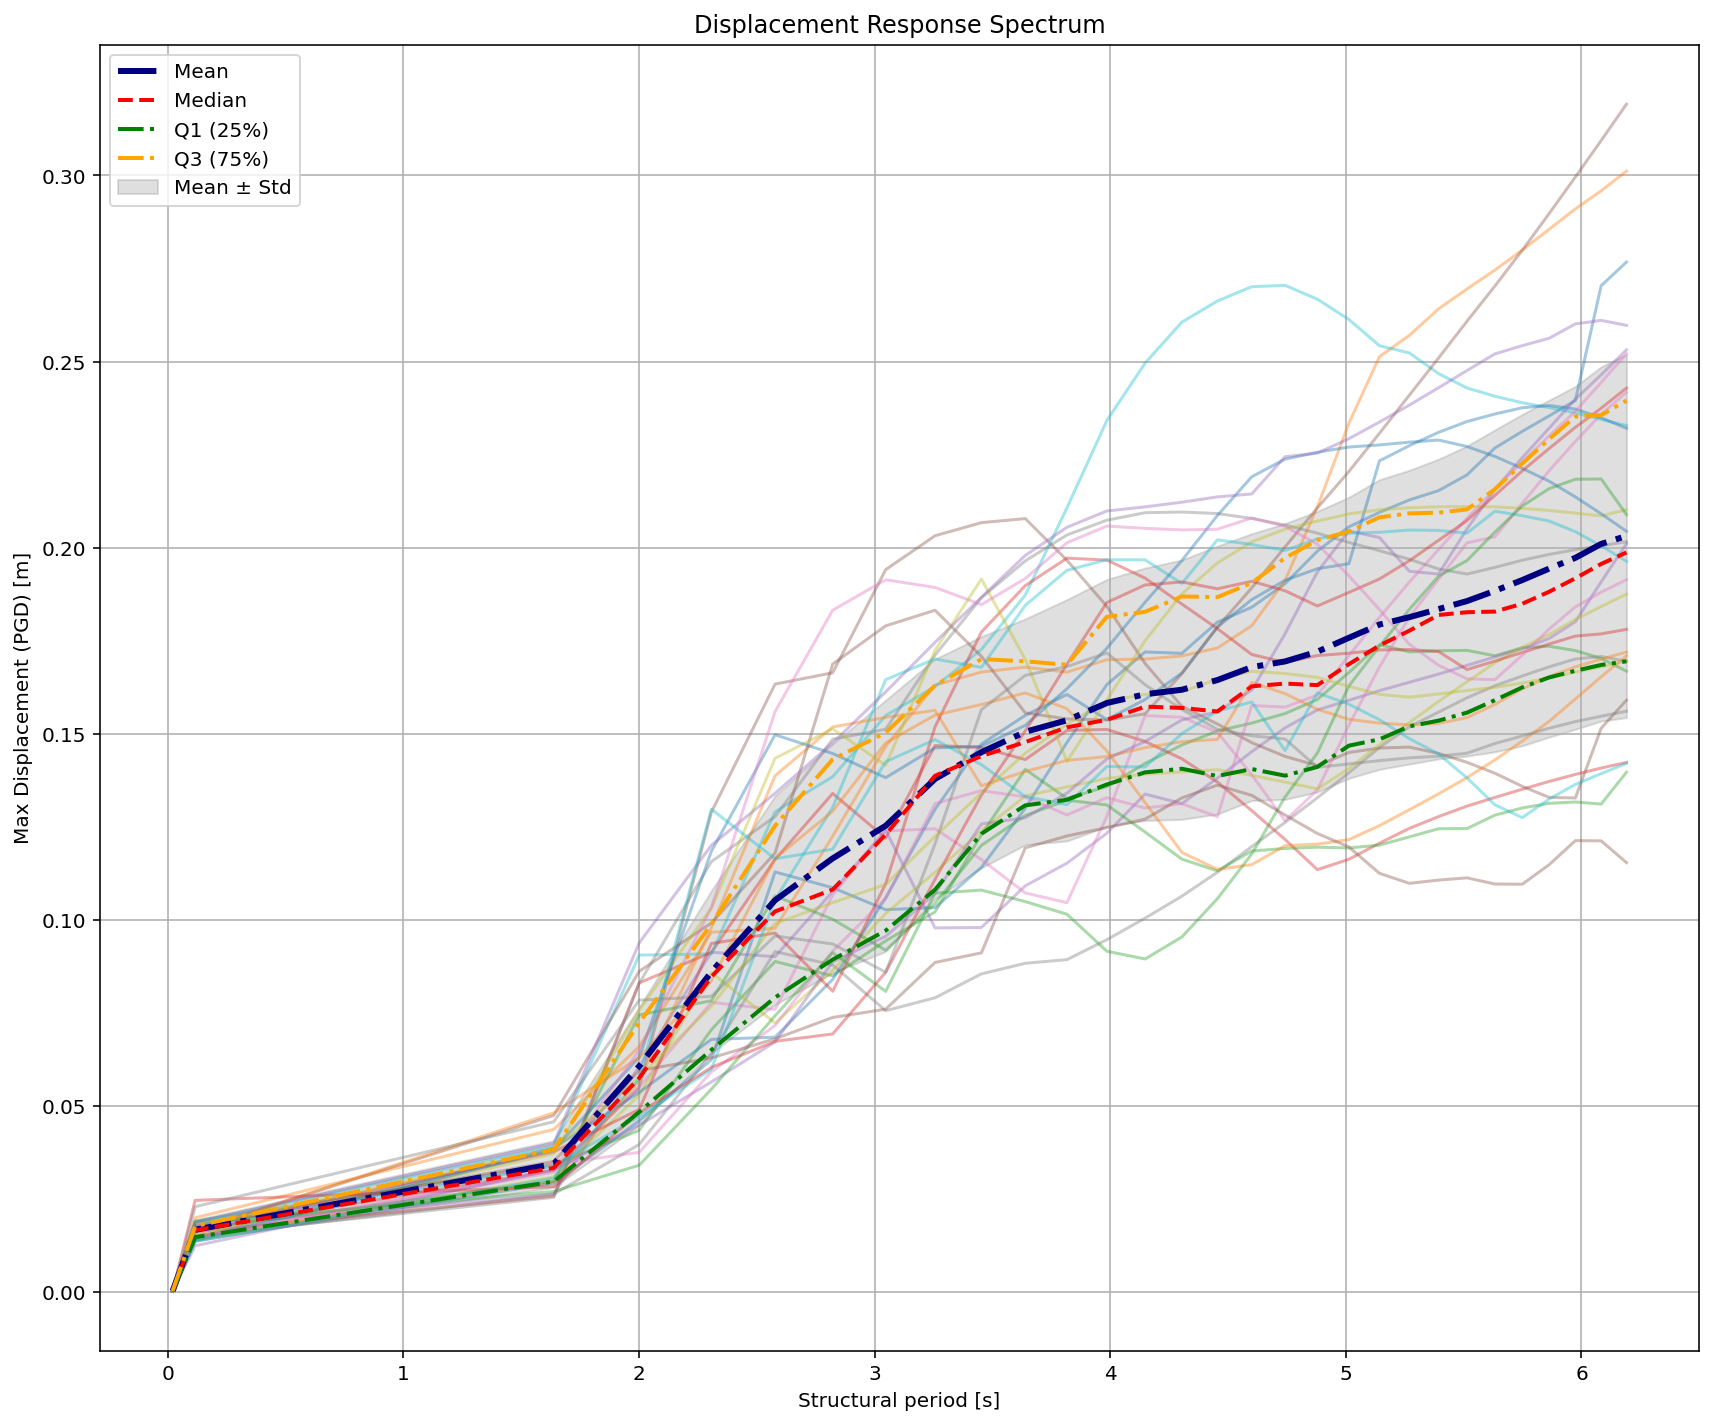 Displacement Response Spectrum
Mean
Median
Q1 (25%)
Q3 (75%)
Mean ± Std
Max Displacement (PGD) [m]
0.30
0.25
0.20
0.15
0.10
0.05
0.00
0 1 2 3 4 5 6
Structural period [s]